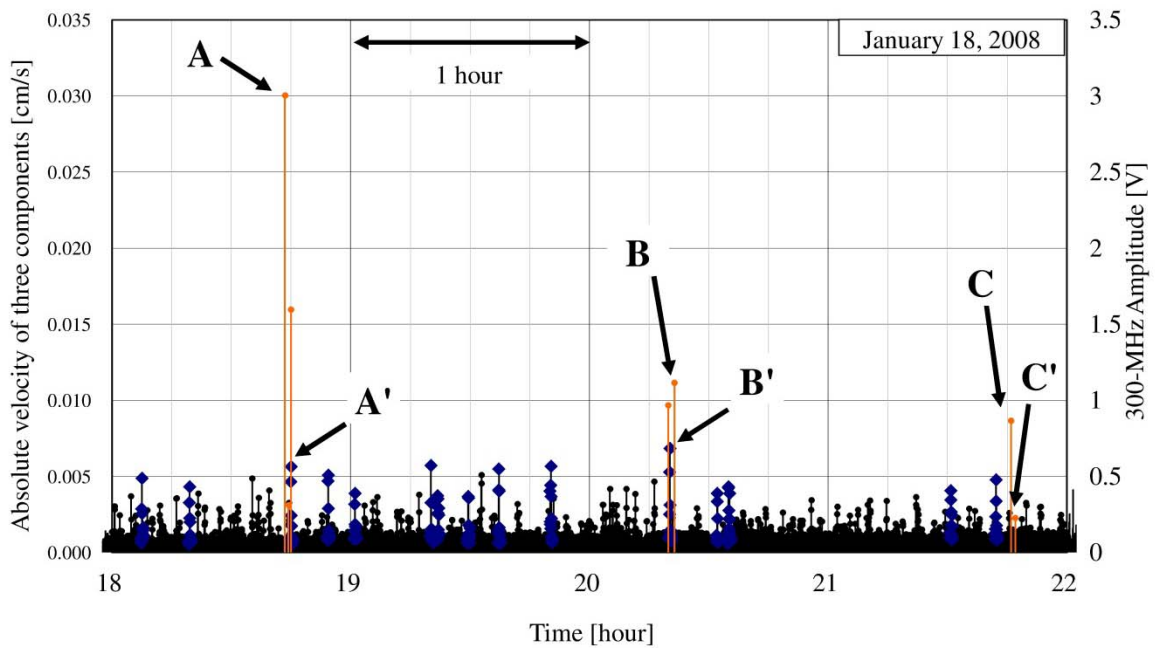 January 18, 2008
1 hour
A
A'
B
B'
C
C'
Absolute velocity of three components [cm/s]
0.035
0.030
0.025
0.020
0.015
0.010
0.005
0.000
300-MHz Amplitude [V]
3.5
3
2.5
2
1.5
1
0.5
0
18
19
20
21
22
Time [hour]